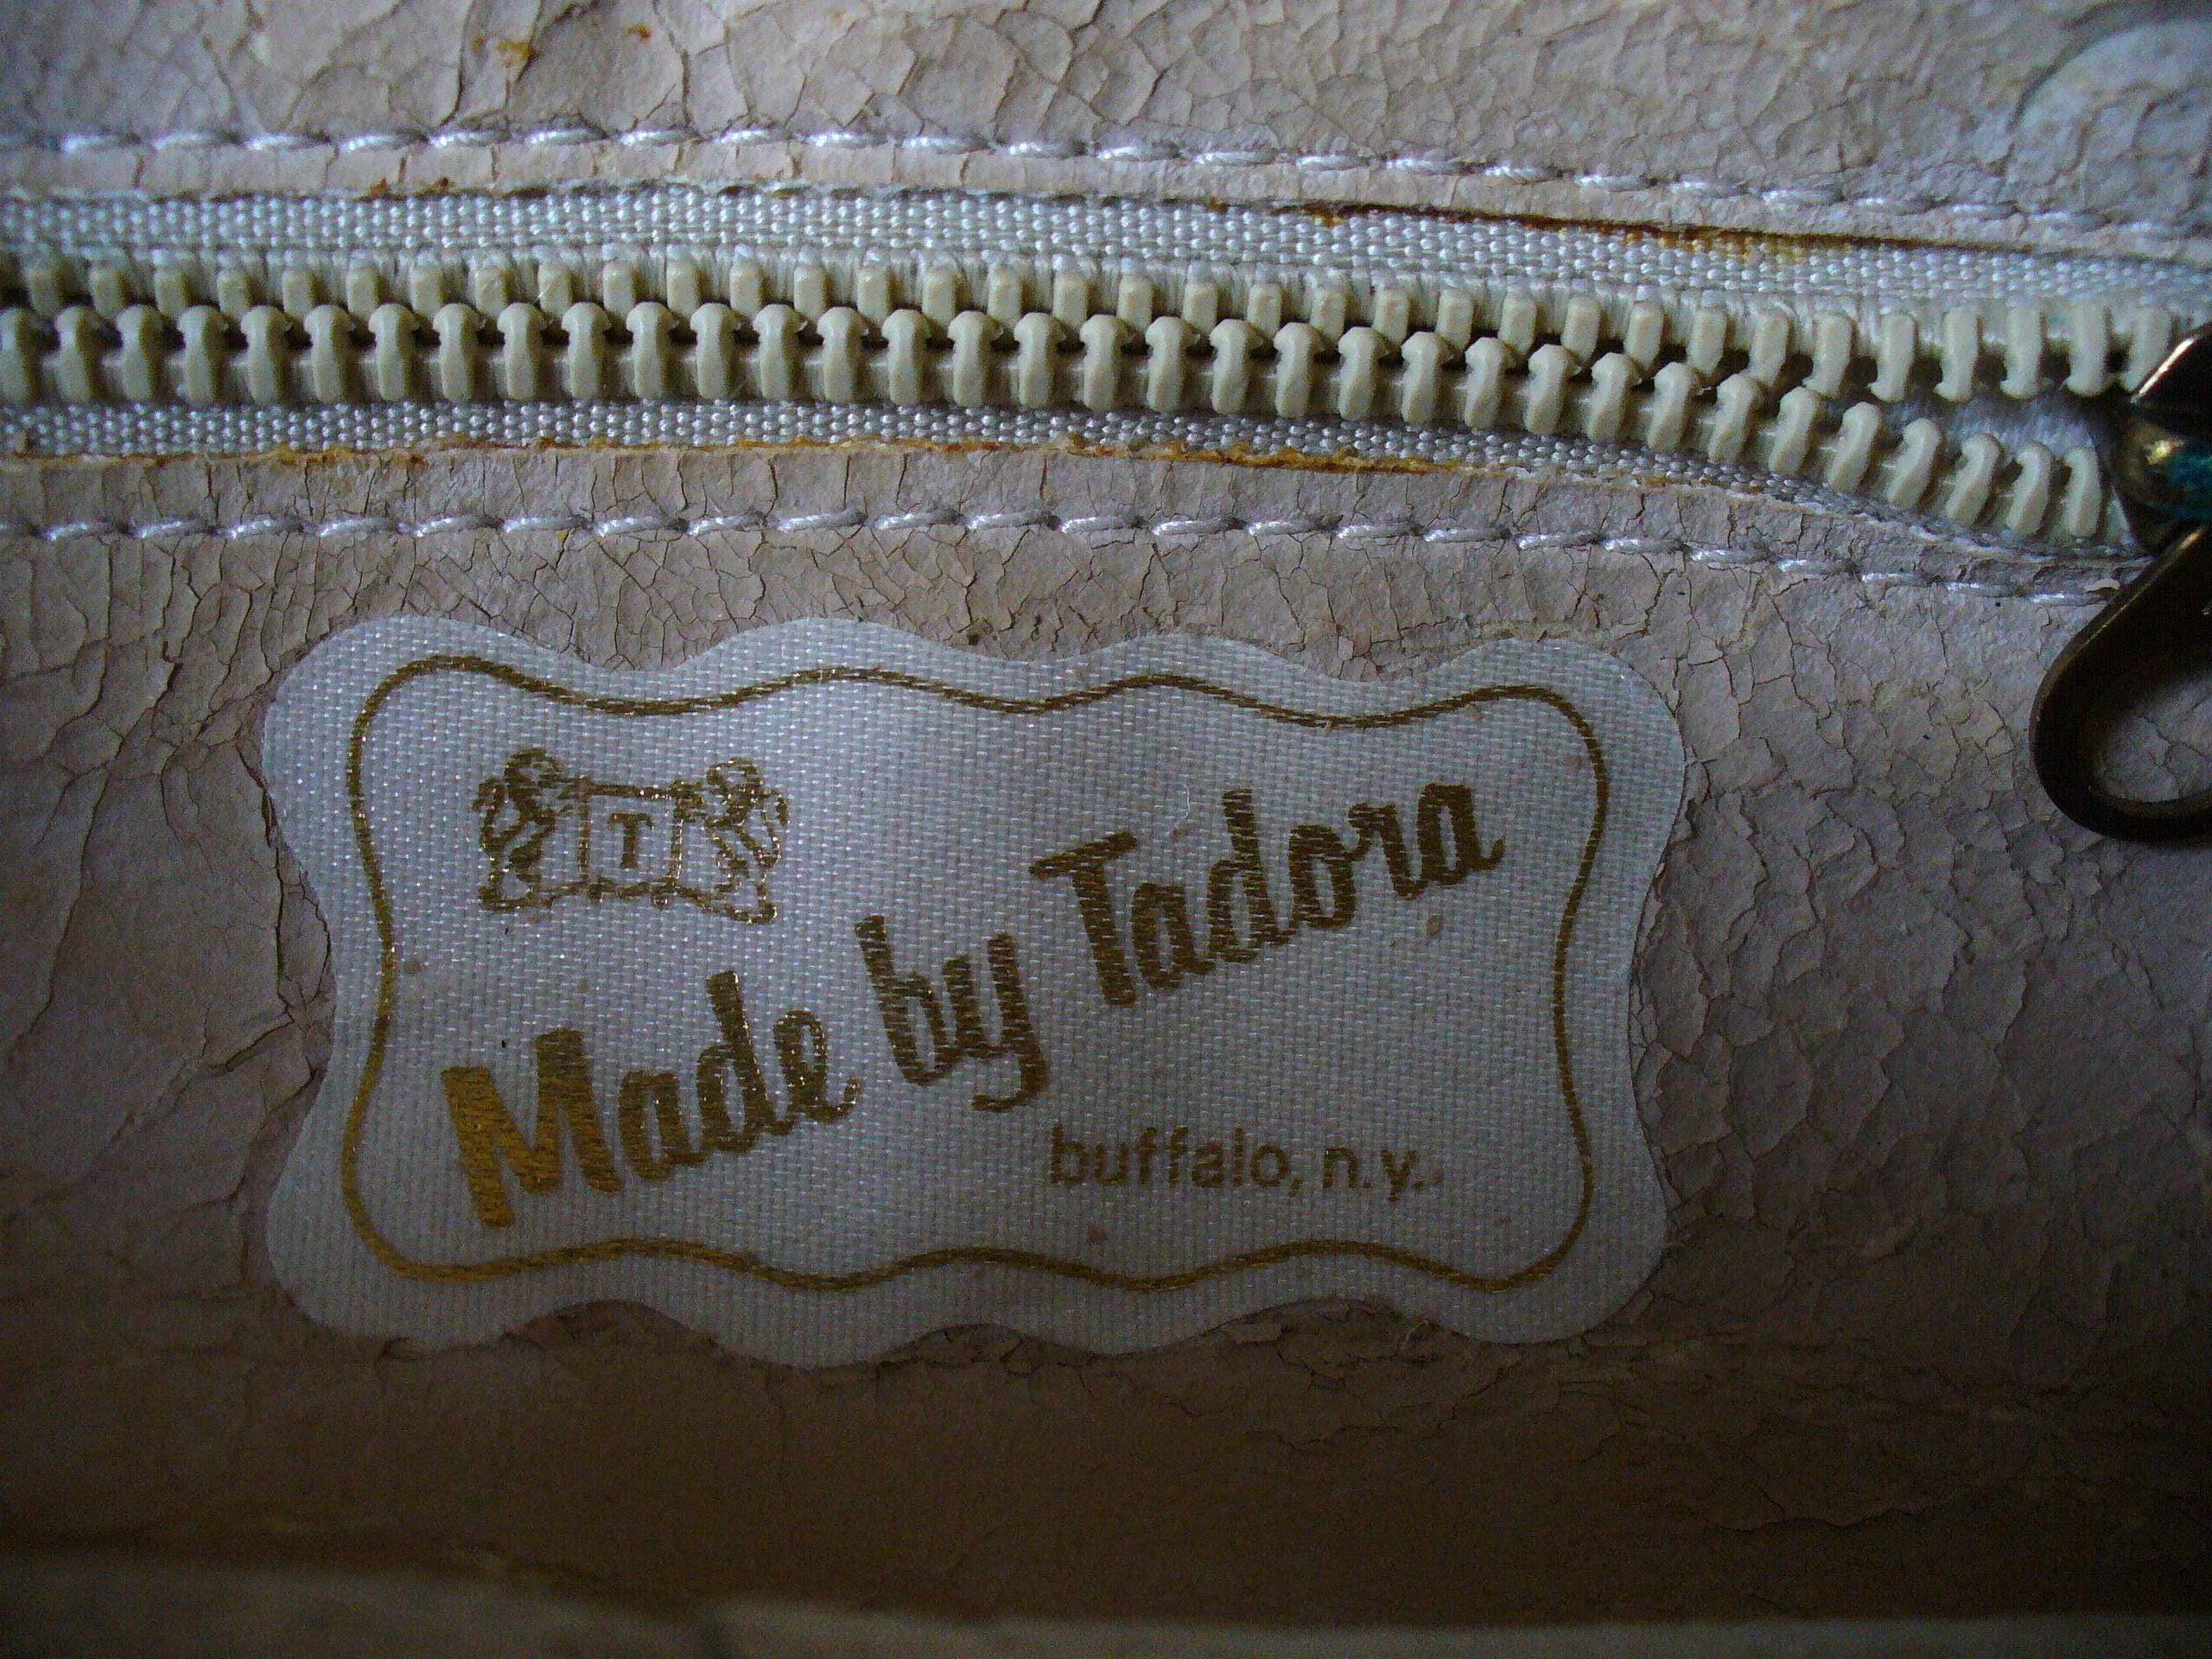 T
Made by Tadora
buffalo, n.y.